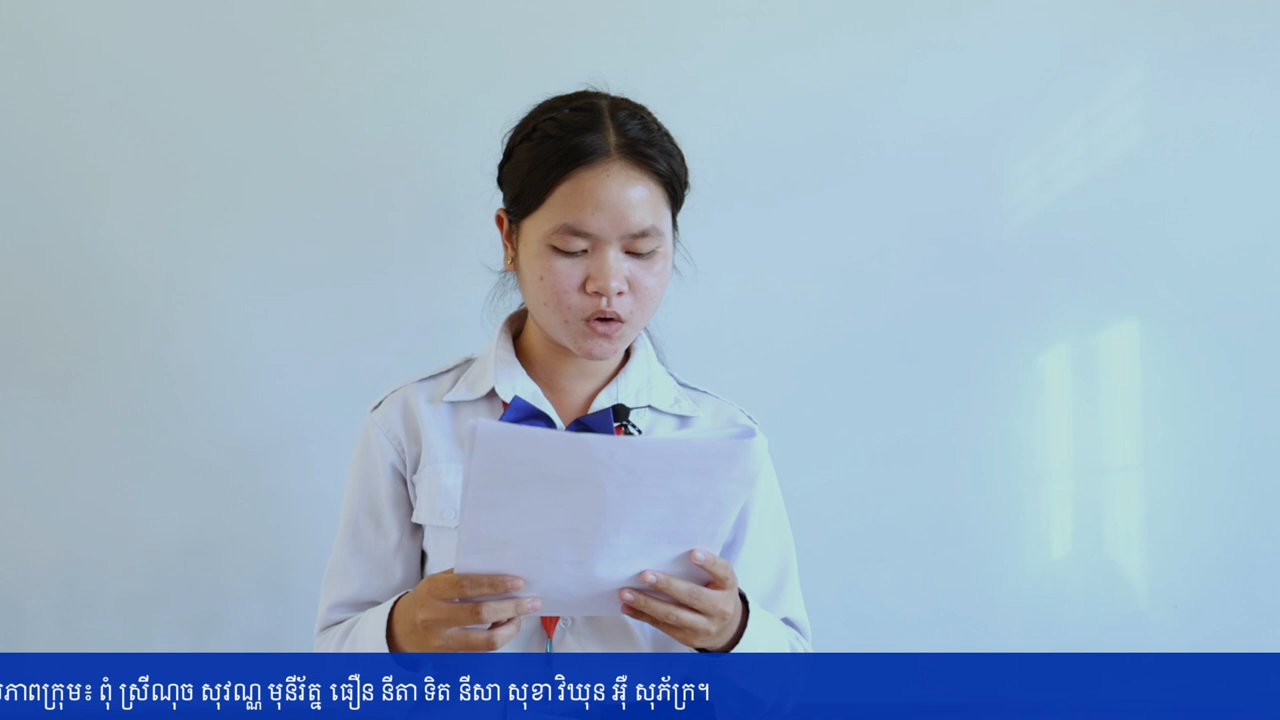 ភាពក្រុម៖ ពុំ ស្រីណុច សុវណ្ណ មុនីរ័ត្ន ធឿន នីតា ទិត នីសា សុខា វិឃុន អ៊ឺ សុភ័ក្រ។